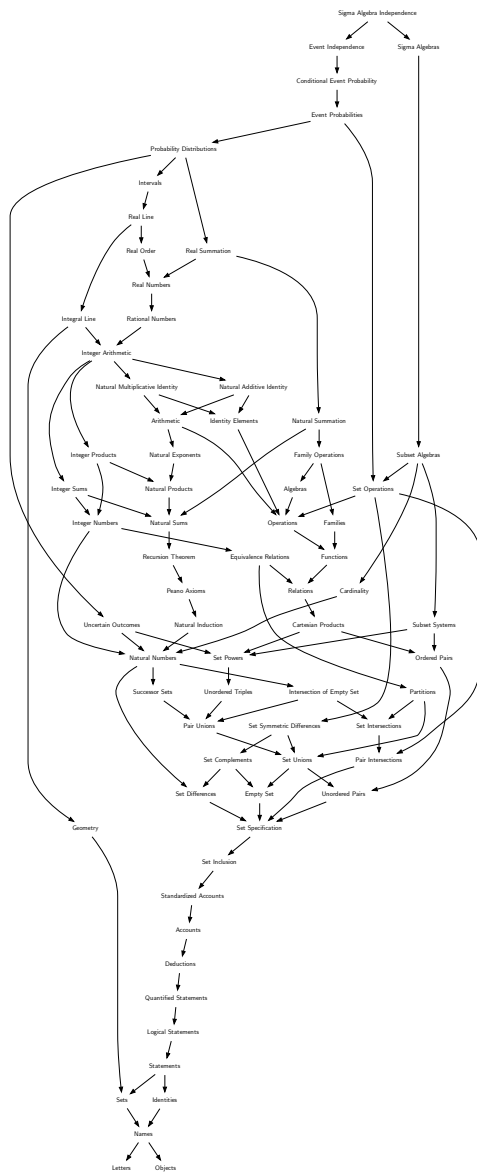 Sigma Algebra Independence
Event Independence
Sigma Algebras
Conditional Event Probability
Event Probabilities
Probability Distributions
Intervals
Real Line
Real Order
Real Summation
Real Numbers
Integral Line
Rational Numbers
Integer Arithmetic
Natural Multiplicative Identity
Natural Additive Identity
Arithmetic
Identity Elements
Natural Summation
Integer Products
Natural Exponents
Family Operations
Subset Algebras
Integer Sums
Natural Products
Algebras
Set Operations
Integer Numbers
Natural Sums
Operations
Families
Recursion Theorem
Equivalence Relations
Functions
Peano Axioms
Relations
Cardinality
Uncertain Outcomes
Natural Induction
Cartesian Products
Subset Systems
Natural Numbers
Set Powers
Ordered Pairs
Successor Sets
Unordered Triples
Intersection of Empty Set
Partitions
Pair Unions
Set Symmetric Differences
Set Intersections
Set Complements
Set Unions
Pair Intersections
Set Differences
Empty Set
Unordered Pairs
Geometry
Set Specification
Set Inclusion
Standardized Accounts
Accounts
Deductions
Quantified Statements
Logical Statements
Statements
Sets
Identities
Names
Letters
Objects